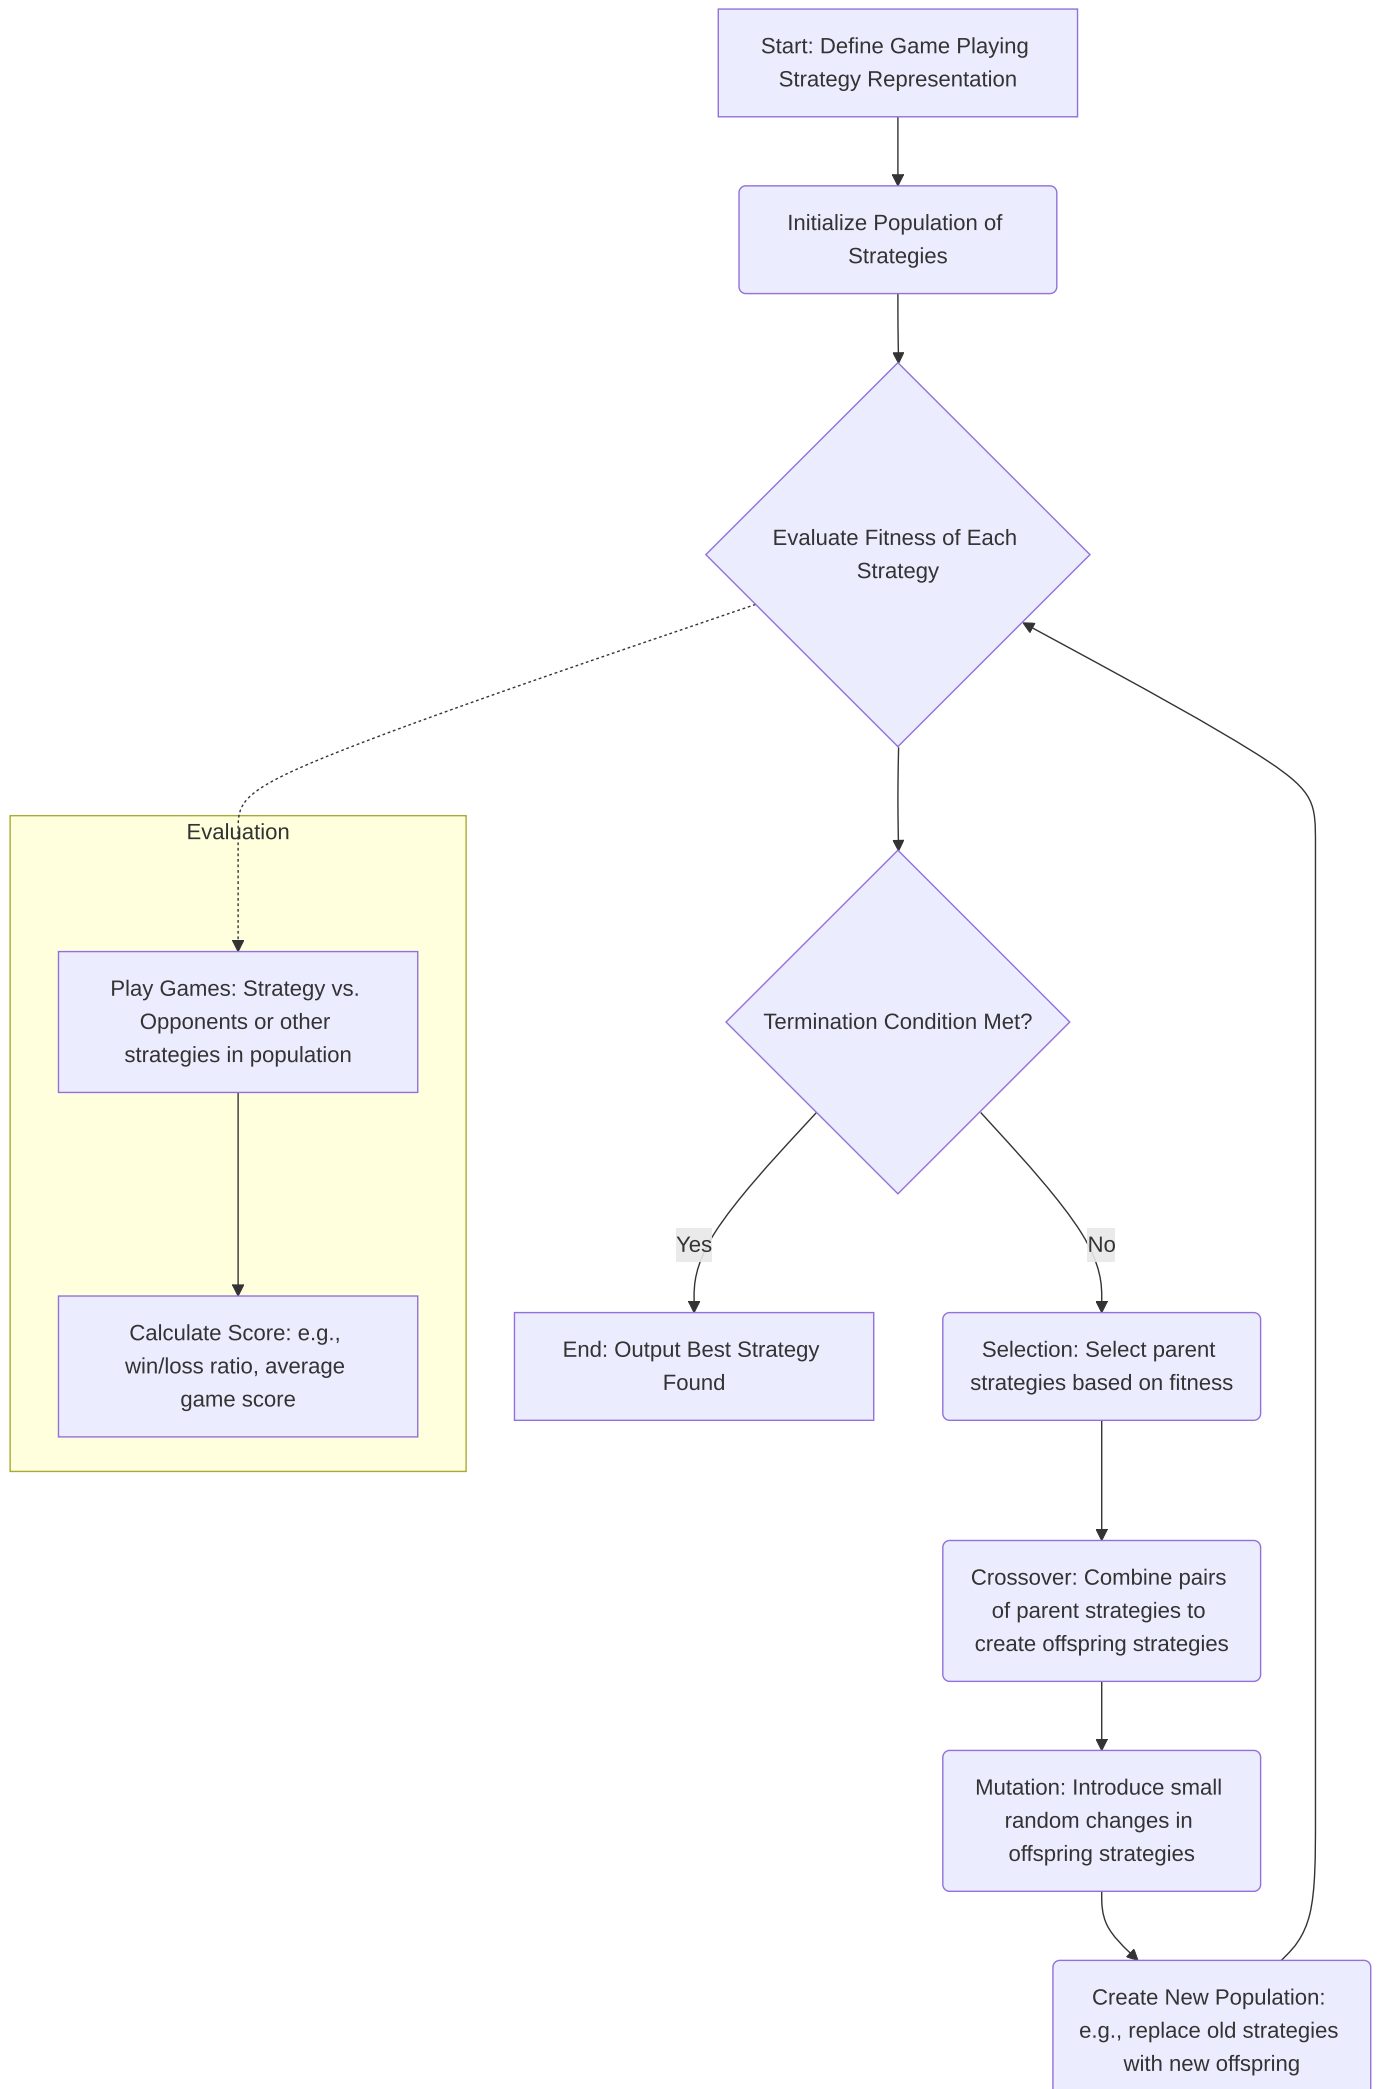 Start: Define Game Playing
Strategy Representation
Initialize Population of
Strategies
Evaluate Fitness of Each
Strategy
Evaluation
Play Games: Strategy vs.
Opponents or other
strategies in population
Calculate Score: e.g.,
win/loss ratio, average
game score
Termination Condition Met?
Yes
No
End: Output Best Strategy
Found
Selection: Select parent
strategies based on fitness
Crossover: Combine pairs
of parent strategies to
create offspring strategies
Mutation: Introduce small
random changes in
offspring strategies
Create New Population:
e.g., replace old strategies
with new offspring